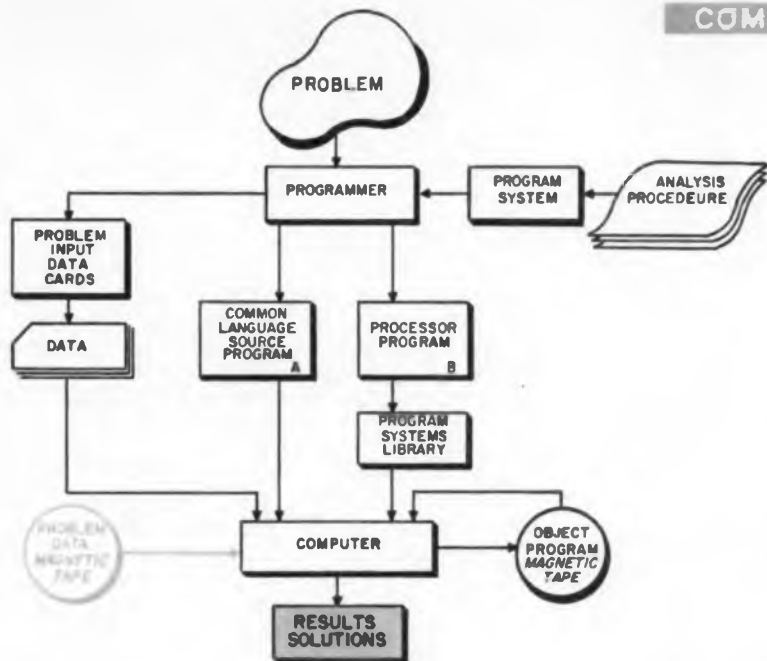 COM
PROBLEM
PROGRAMMER
PROGRAM
SYSTEM
ANALYSIS
PROCEDEURE
PROBLEM
INPUT
DATA
CARDS
DATA
COMMON
LANGUAGE
SOURCE
PROGRAM
A
PROCESSOR
PROGRAM
B
PROGRAM
SYSTEMS
LIBRARY
PROBLEM
DATA
MAGNETIC
TAPE
COMPUTER
OBJECT
PROGRAM
MAGNETIC
TAPE
RESULTS
SOLUTIONS